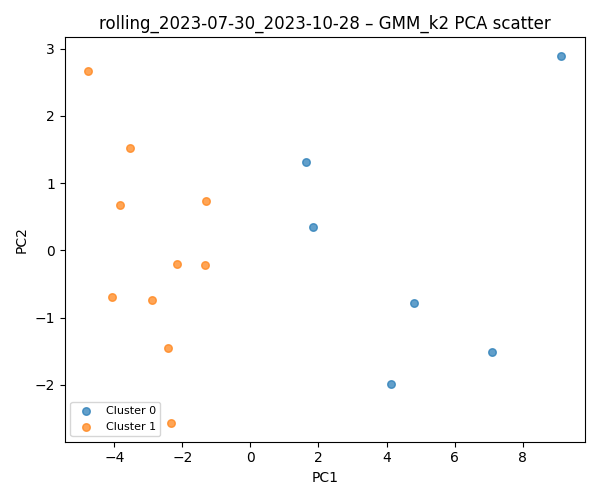 rolling_2023-07-30_2023-10-28 – GMM_k2 PCA scatter
3
2
1
0
−1
−2
PC2
Cluster 0
Cluster 1
−4 −2 0 2 4 6 8
PC1